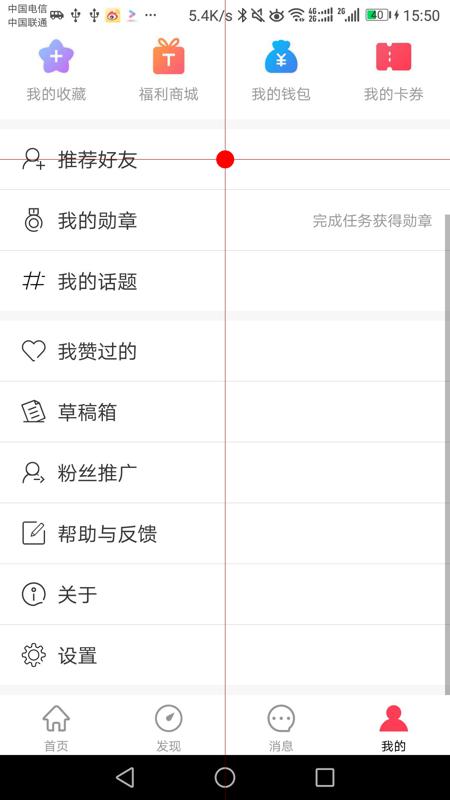 中国电信
中国联通
5.4K/s 4G 2G 2G 40 15:50
我的收藏 福利商城 我的钱包 我的卡券
推荐好友
我的勋章 完成任务获得勋章
我的话题
我赞过的
草稿箱
粉丝推广
帮助与反馈
关于
设置
首页 发现 消息 我的